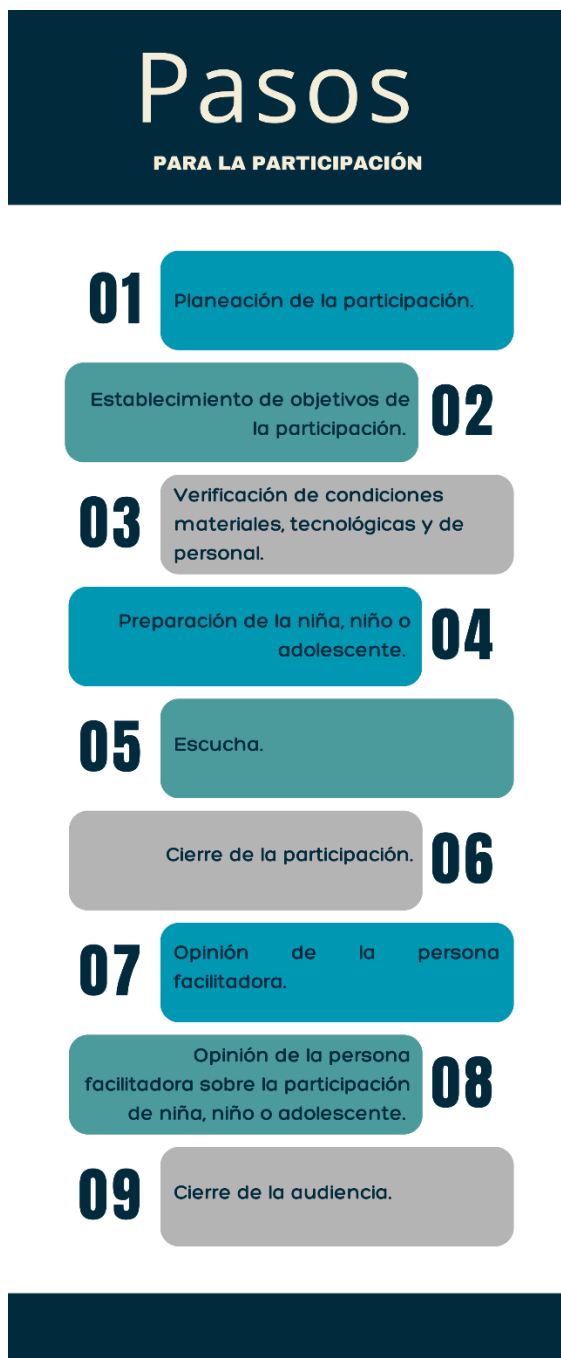 Pasos
PARA LA PARTICIPACIÓN
01
Planeación de la participación.
Establecimiento de objetivos de
la participación.
02
03
Verificación de condiciones
materiales, tecnológicas y de
personal.
Preparación de la niña, niño o
adolescente.
04
05
Escucha.
Cierre de la participación.
06
07
Opinión de la persona
facilitadora.
Opinión de la persona
facilitadora sobre la participación
de niña, niño o adolescente.
08
09
Cierre de la audiencia.